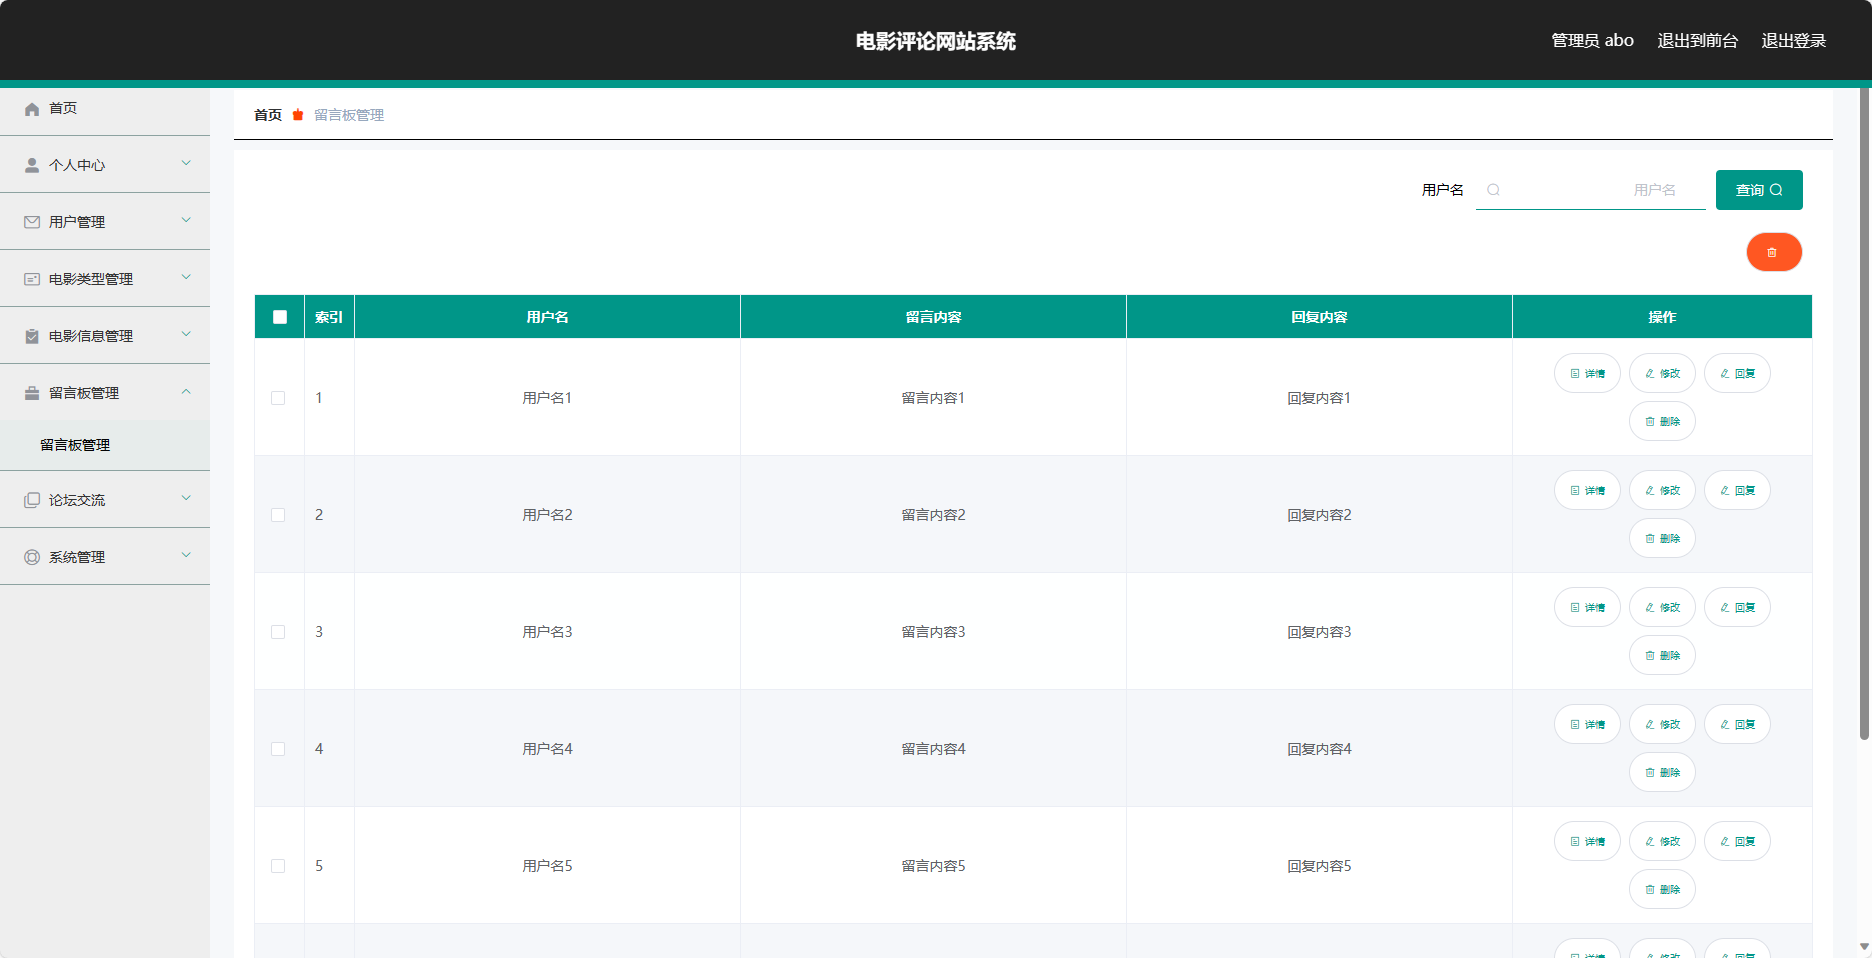 电影评论网站系统
管理员 abo 退出到前台 退出登录
首页
个人中心
用户管理
电影类型管理
电影信息管理
留言板管理
留言板管理
论坛交流
系统管理
首页 留言板管理
用户名 用户名 查询
索引 用户名 留言内容 回复内容 操作
1 用户名1 留言内容1 回复内容1 详情 修改 回复
删除
2 用户名2 留言内容2 回复内容2 详情 修改 回复
删除
3 用户名3 留言内容3 回复内容3 详情 修改 回复
删除
4 用户名4 留言内容4 回复内容4 详情 修改 回复
删除
5 用户名5 留言内容5 回复内容5 详情 修改 回复
删除